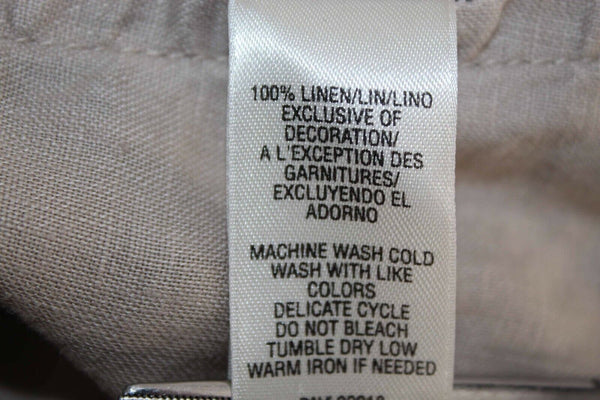 100% LINEN/LIN/LINO
EXCLUSIVE OF
DECORATION/
A L'EXCEPTION DES
GARNITURES/
EXCLUYENDO EL
ADORNO
MACHINE WASH COLD
WASH WITH LIKE
COLORS
DELICATE CYCLE
DO NOT BLEACH
TUMBLE DRY LOW
WARM IRON IF NEEDED